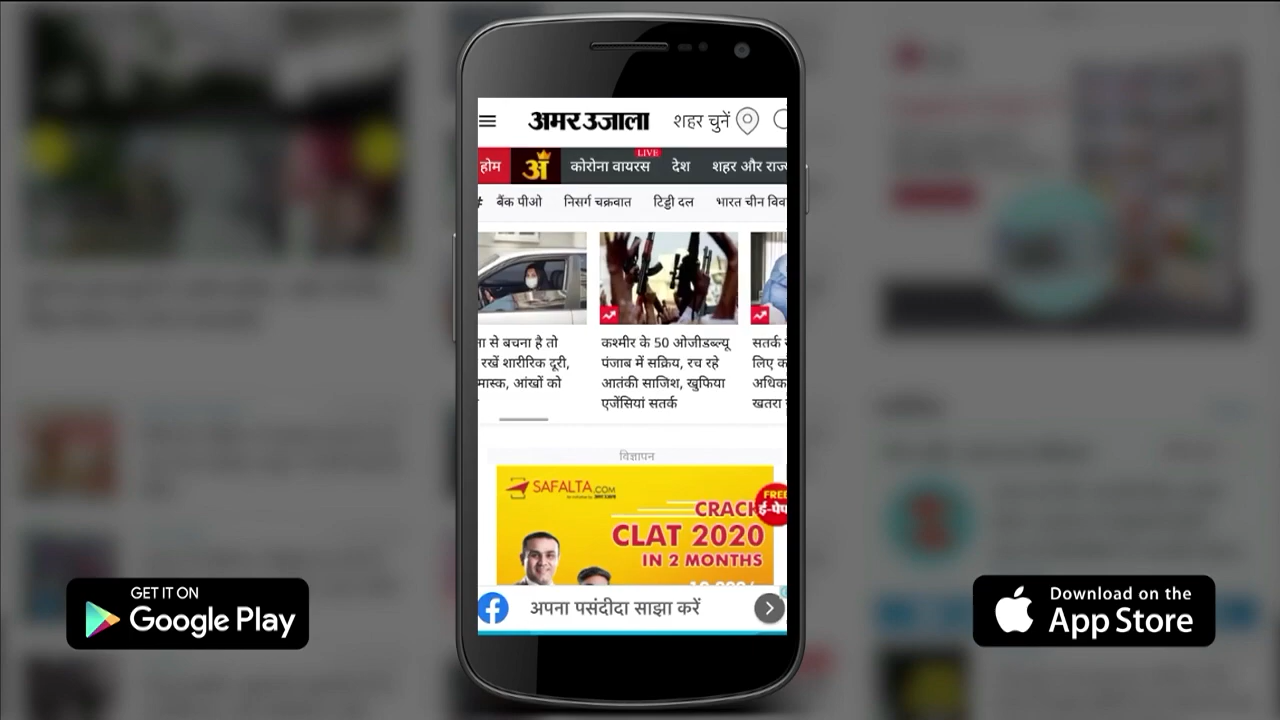 अमर उजाला
शहर चुनें
LIVE
होम
अ
कोरोना वायरस
देश
शहर और राज्य
# बैंक पीओ
निसर्ग चक्रवात
टिड्डी दल
भारत चीन विवा
ना से बचना है तो
रखें शारीरिक दूरी,
मास्क, आंखों को
कश्मीर के 50 ओजीडब्ल्यू
पंजाब में सक्रिय, रच रहे
आतंकी साजिश, खुफिया
एजेंसियां सतर्क
सतर्क
लिए
अधिक
खतरा
विज्ञापन
SAFALTA.COM
CRACK
CLAT 2020
IN 2 MONTHS
FREE
ई-पेप
अपना पसंदीदा साझा करें
GET IT ON
Google Play
Download on the
App Store